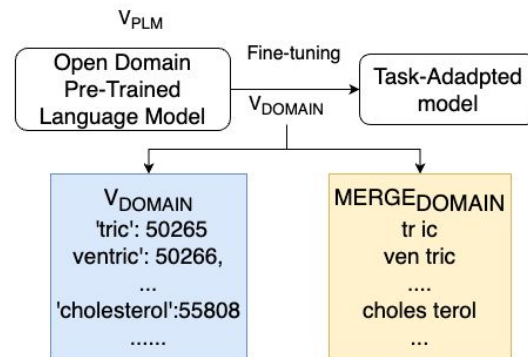 VPLM
Open Domain
Pre-Trained
Language Model
Fine-tuning
VDOMAIN
Task-Adadpted
model
VDOMAIN
'tric': 50265
ventric': 50266,
...
'cholesterol':55808
......
MERGEDOMAIN
tr ic
ven tric
....
choles terol
...